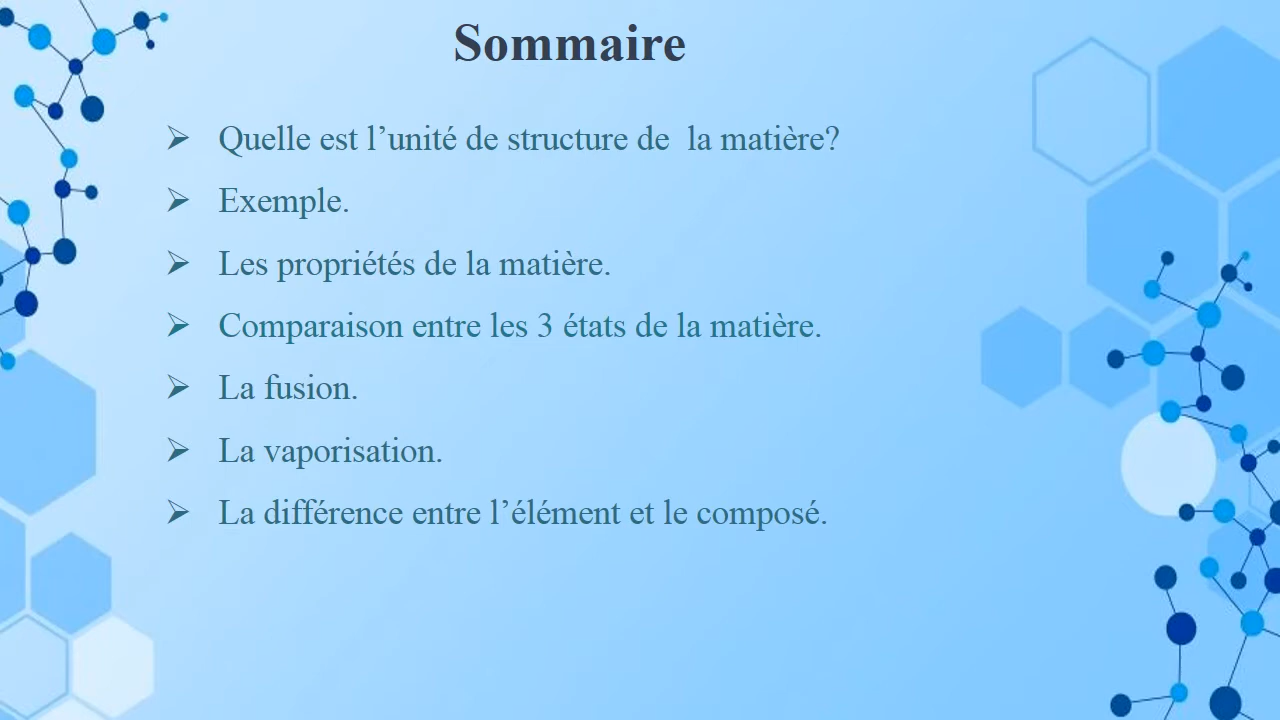 Sommaire
➢ Quelle est l’unité de structure de  la matière?
➢ Exemple.
➢ Les propriétés de la matière.
➢ Comparaison entre les 3 états de la matière.
➢ La fusion.
➢ La vaporisation.
➢ La différence entre l’élément et le composé.